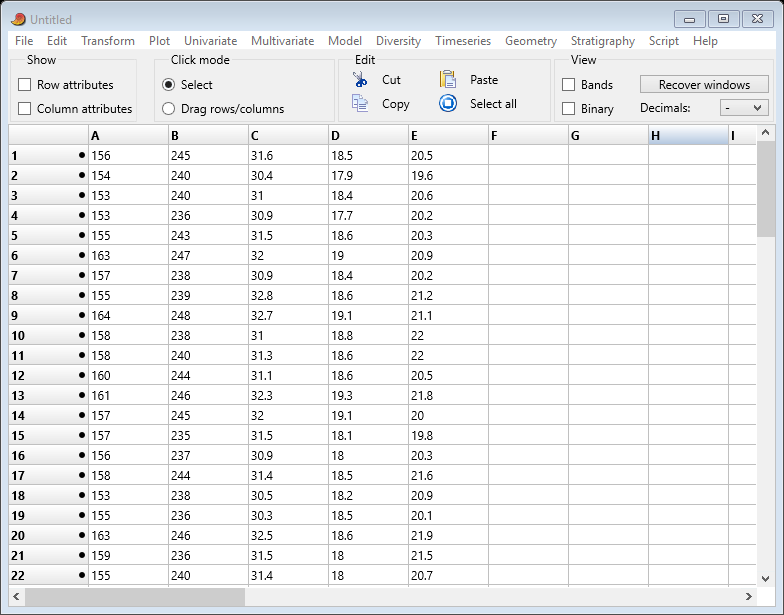 Untitled
File Edit Transform Plot Univariate Multivariate Model Diversity Timeseries Geometry Stratigraphy Script Help
Show Click mode Edit View
Row attributes Select Cut Paste Bands Recover windows
Column attributes Drag rows/columns Copy Select all Binary Decimals: -
A B C D E F G H I
1 • 156 245 31.6 18.5 20.5
2 • 154 240 30.4 17.9 19.6
3 • 153 240 31 18.4 20.6
4 • 153 236 30.9 17.7 20.2
5 • 155 243 31.5 18.6 20.3
6 • 163 247 32 19 20.9
7 • 157 238 30.9 18.4 20.2
8 • 155 239 32.8 18.6 21.2
9 • 164 248 32.7 19.1 21.1
10 • 158 238 31 18.8 22
11 • 158 240 31.3 18.6 22
12 • 160 244 31.1 18.6 20.5
13 • 161 246 32.3 19.3 21.8
14 • 157 245 32 19.1 20
15 • 157 235 31.5 18.1 19.8
16 • 156 237 30.9 18 20.3
17 • 158 244 31.4 18.5 21.6
18 • 153 238 30.5 18.2 20.9
19 • 155 236 30.3 18.5 20.1
20 • 163 246 32.5 18.6 21.9
21 • 159 236 31.5 18 21.5
22 • 155 240 31.4 18 20.7